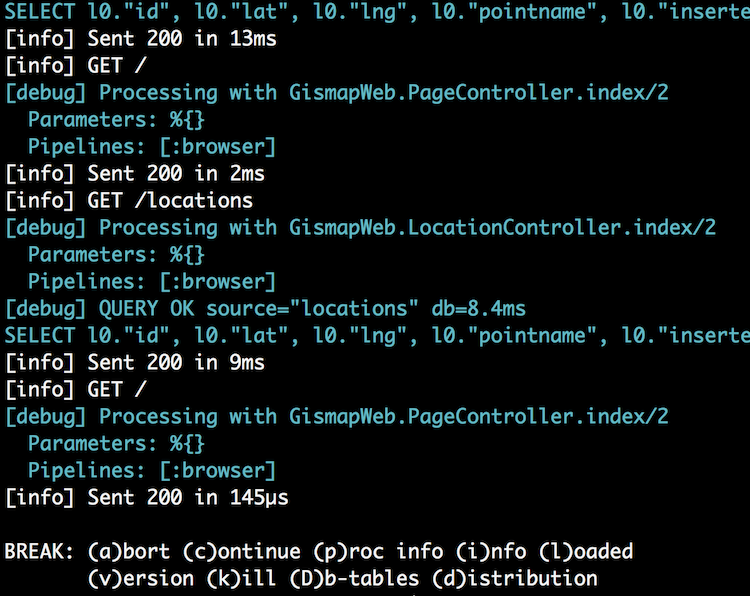 SELECT l0."id", l0."lat", l0."lng", l0."pointname", l0."inserte
[info] Sent 200 in 13ms
[info] GET /
[debug] Processing with GismapWeb.PageController.index/2
  Parameters: %{}
  Pipelines: [:browser]
[info] Sent 200 in 2ms
[info] GET /locations
[debug] Processing with GismapWeb.LocationController.index/2
  Parameters: %{}
  Pipelines: [:browser]
[debug] QUERY OK source="locations" db=8.4ms
SELECT l0."id", l0."lat", l0."lng", l0."pointname", l0."inserte
[info] Sent 200 in 9ms
[info] GET /
[debug] Processing with GismapWeb.PageController.index/2
  Parameters: %{}
  Pipelines: [:browser]
[info] Sent 200 in 145µs

BREAK: (a)bort (c)ontinue (p)roc info (i)nfo (l)oaded
       (v)ersion (k)ill (D)b-tables (d)istribution